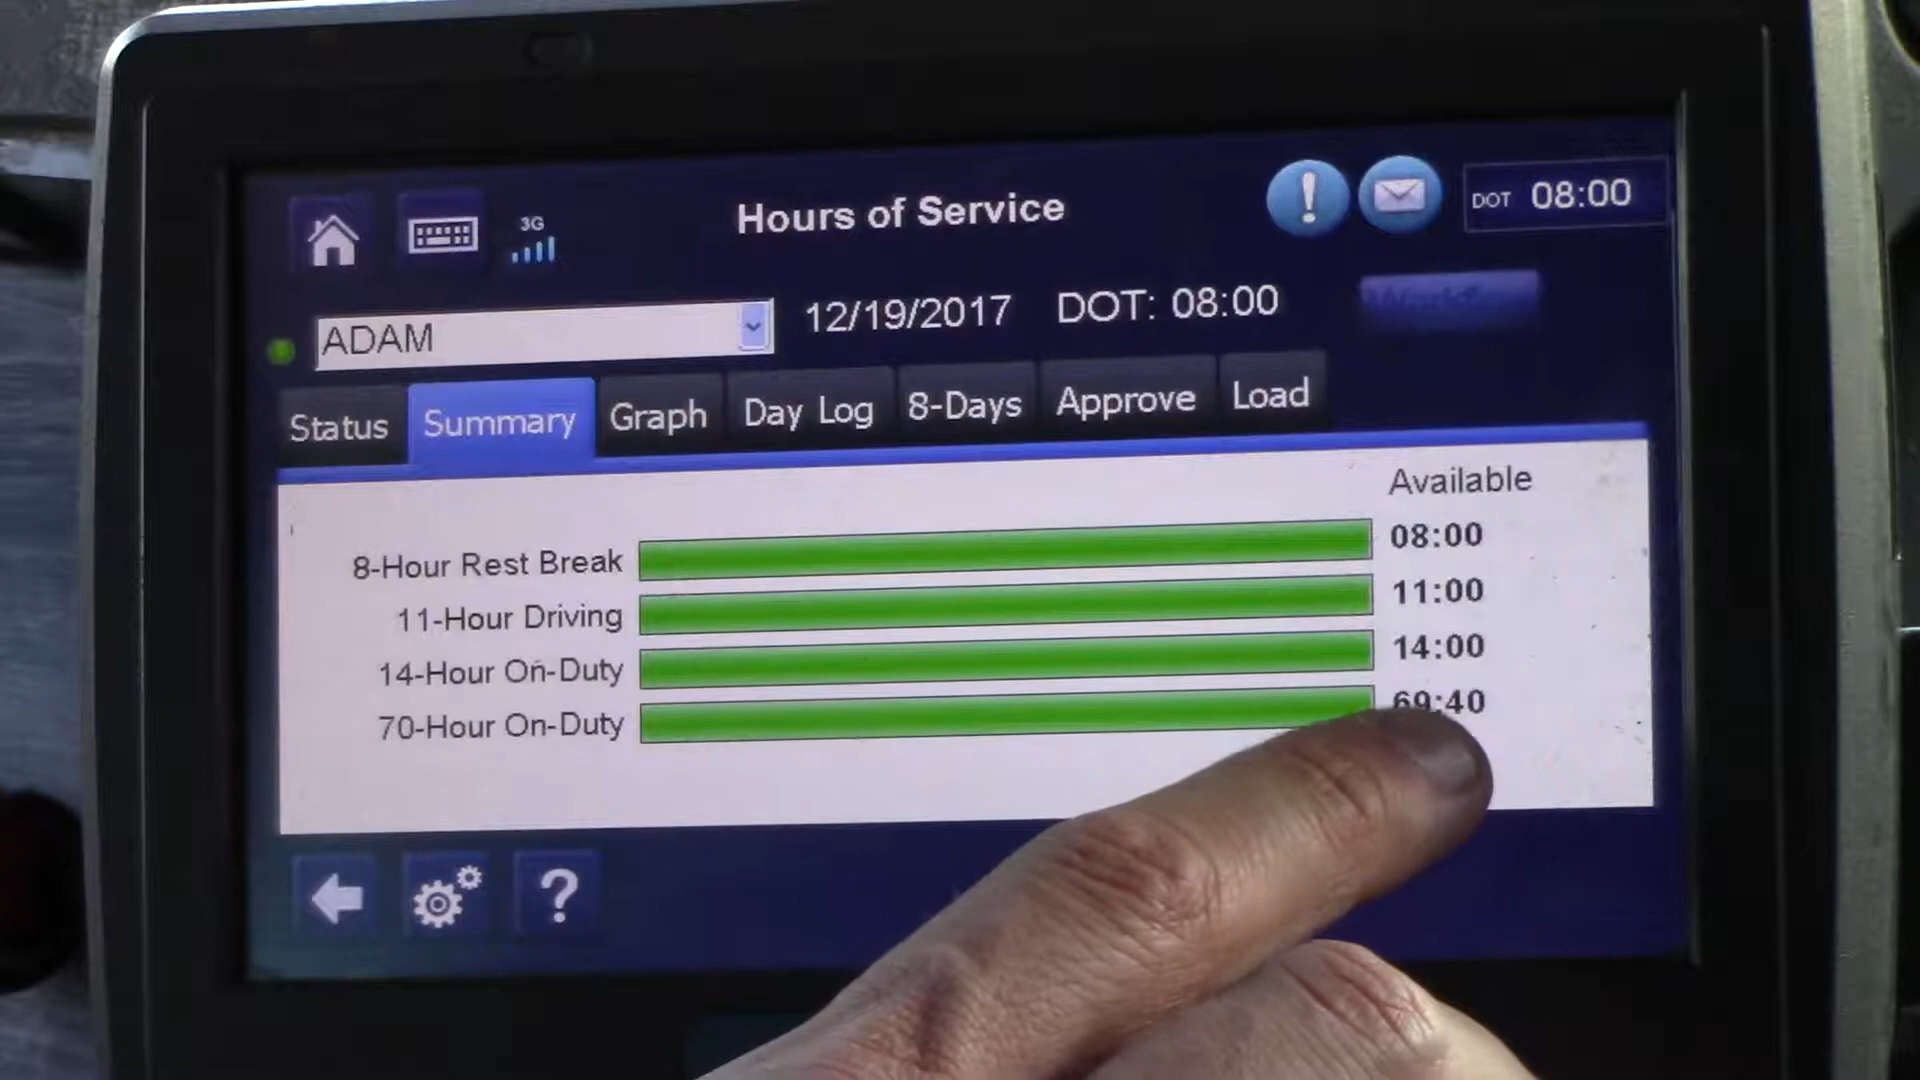 3G
Hours of Service
DOT 08:00
ADAM
12/19/2017 DOT: 08:00
Status Summary Graph Day Log 8-Days Approve Load
Available
8-Hour Rest Break 08:00
11-Hour Driving 11:00
14-Hour On-Duty 14:00
70-Hour On-Duty 69:40